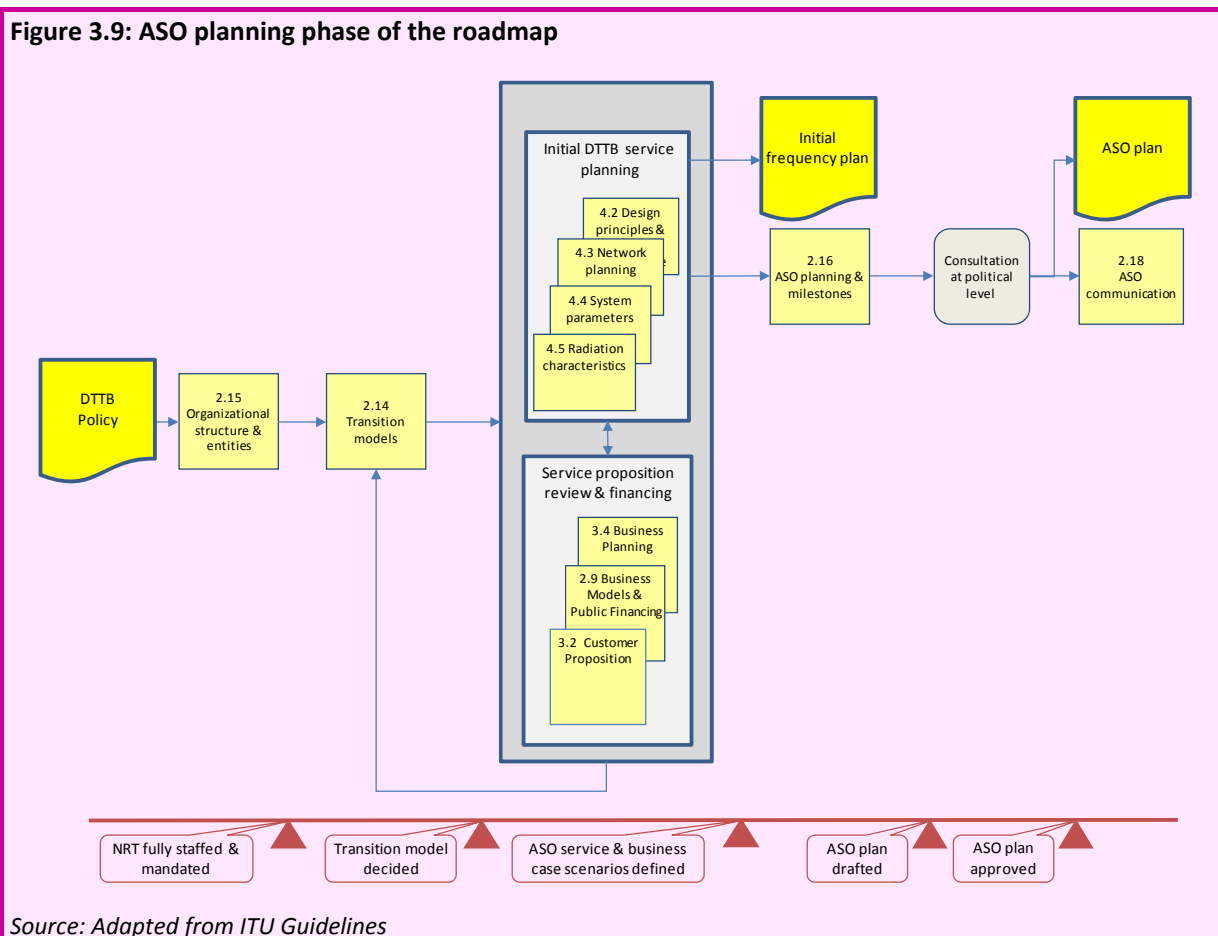 Figure 3.9: ASO planning phase of the roadmap
Initial DTTB service
planning
4.2 Design
principles &
e
4.3 Network
planning
4.4 System
parameters
4.5 Radiation
characteristics
Initial
frequency plan
ASO plan
2.16
ASO planning &
milestones
Consultation
at political
level
2.18
ASO
communication
DTTB
Policy
2.15
Organizational
structure &
entities
2.14
Transition
models
Service proposition
review & financing
3.4 Business
Planning
2.9 Business
Models &
Public Financing
3.2 Customer
Proposition
NRT fully staffed &
mandated
Transition model
decided
ASO service & business
case scenarios defined
ASO plan
drafted
ASO plan
approved
Source: Adapted from ITU Guidelines